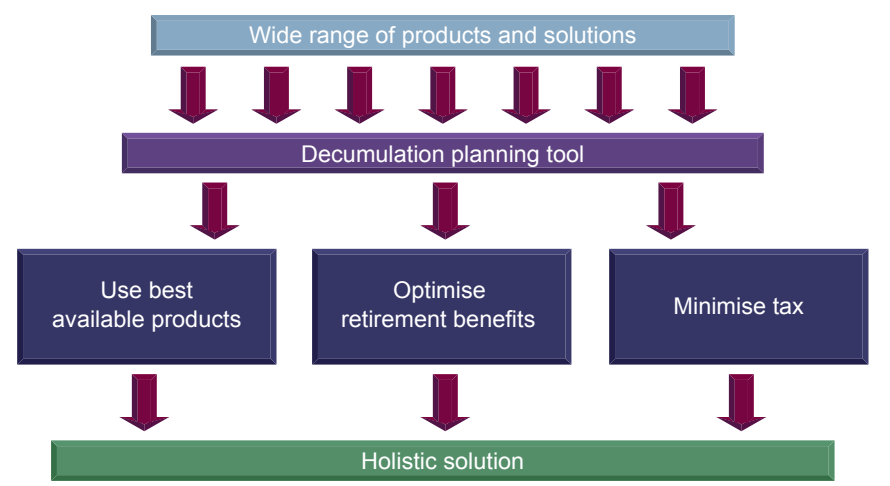 Wide range of products and solutions
Decumulation planning tool
Use best
available products
Optimise
retirement benefits
Minimise tax
Holistic solution